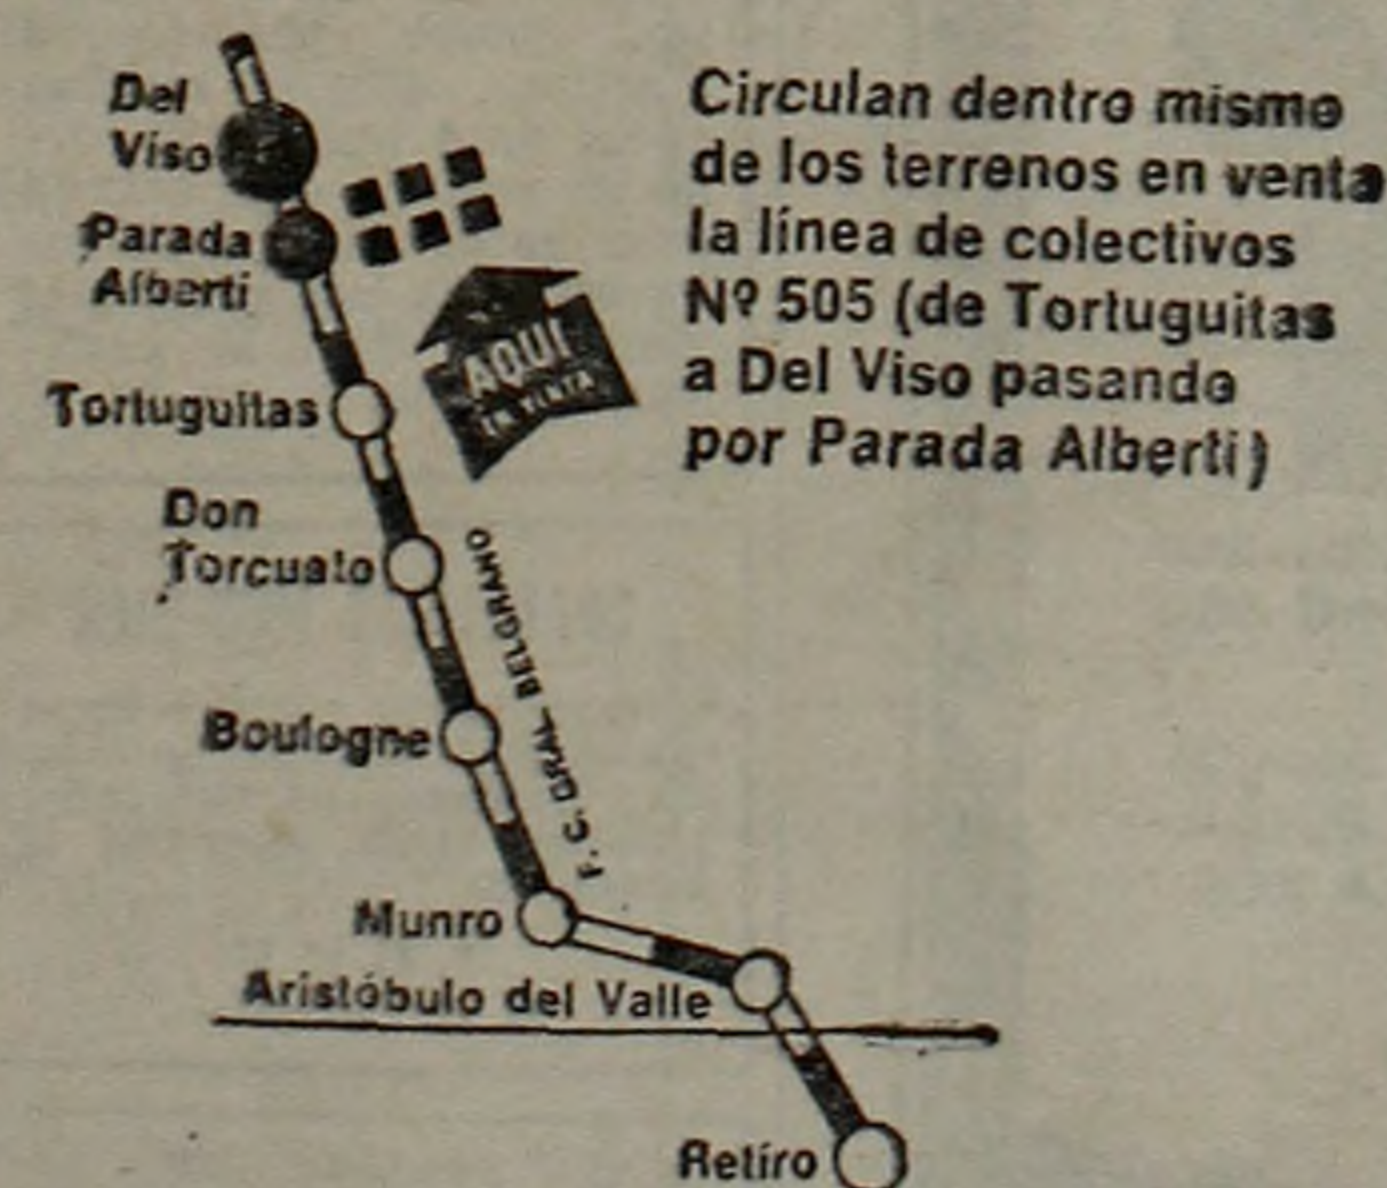 Del
Viso
Parada
Alberti
Tortuguitas
Don
Torcuato
Boulogne
Munro
Aristóbulo del Valle
Retiro
F. C. GRAL. BELGRANO
AQUI
EN VENTA
Circulan dentro mismo
de los terrenos en venta
la línea de colectivos
Nº 505 (de Tortuguitas
a Del Viso pasando
por Parada Alberti)